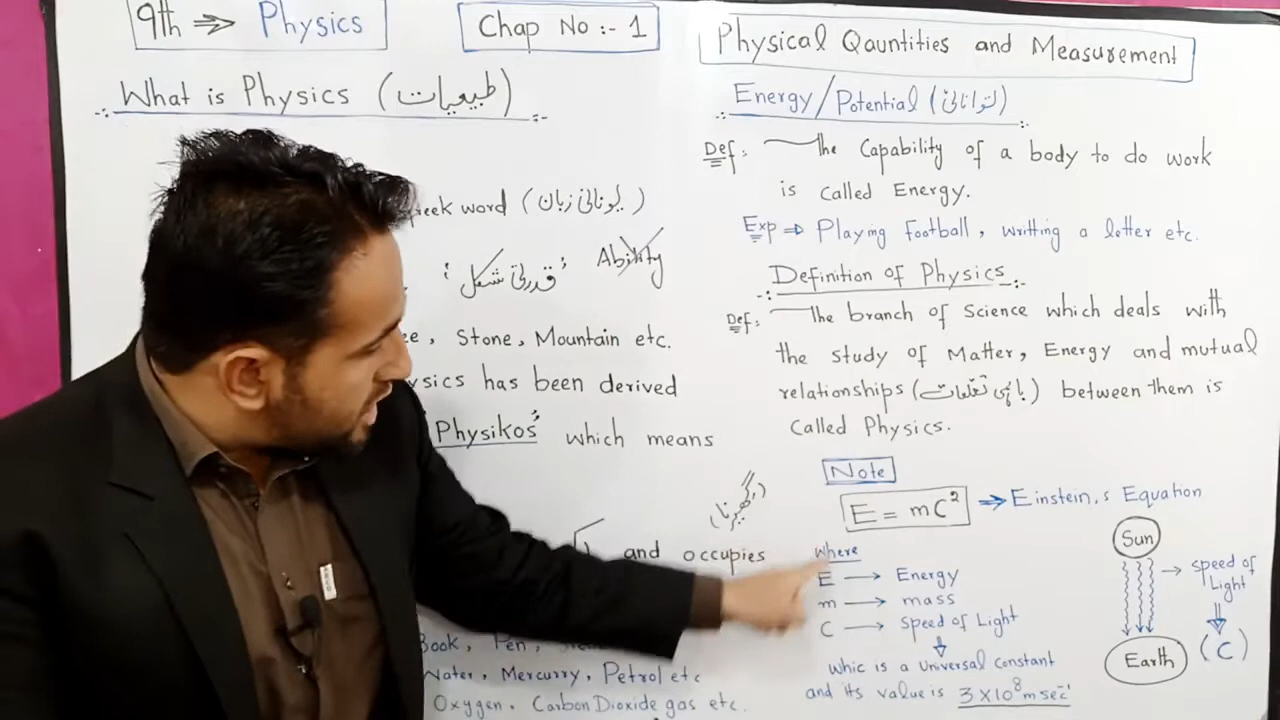 9th ⇒ Physics
Chap No :- 1
Physical Qauntities and Measurement
What is Physics (طبیعیات)
reek word (یونانی زبان)
"قدرتی شکل"
Ability
ee, Stone, Mountain etc.
ysics has been derived
Physikos" which means
(گھیرنا)
and occupies
Book, Pen,
Water, Mercurry, Petrol etc
Oxygen, Carbon Dioxide gas etc.
Energy/Potential (توانائی)
Def: The Capability of a body to do work
is called Energy.
Exp ⇒ Playing Football, writting a letter etc.
Definition of Physics
Def: The branch of Science which deals with
the study of Matter, Energy and mutual
relationships (باہمی تعلقات) between them is
Called Physics.
Note
E = mC² ⇒ Einstein,s Equation
where
E → Energy
m → mass
C → Speed of Light
whic is a universal constant
and its value is 3×10⁸ m sec⁻¹
Sun
→ speed of
Light
(C)
Earth